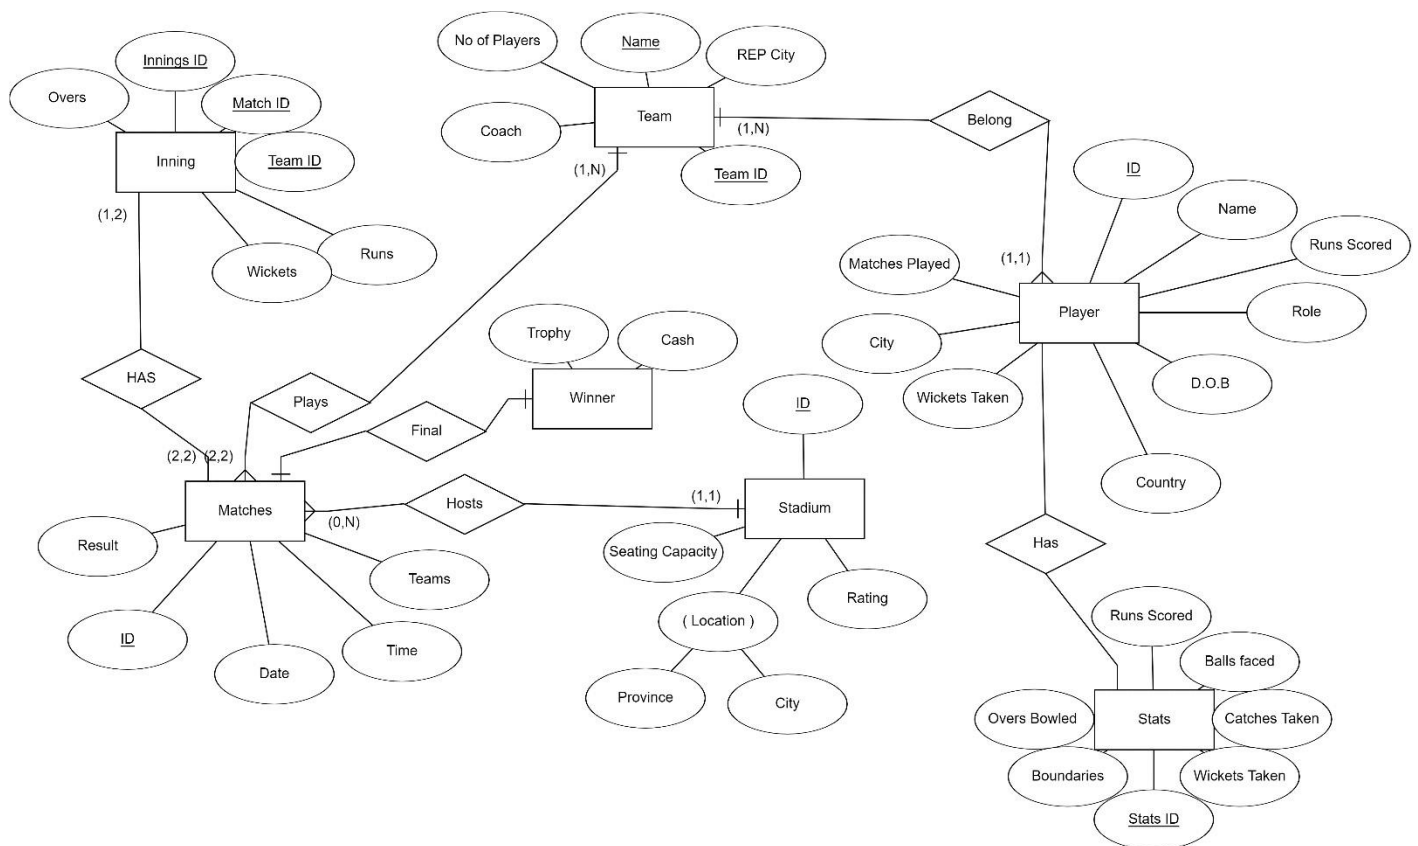 No of Players
Name
REP City
Coach
Team
Team ID
(1,N)
(1,N)
Innings ID
Overs
Match ID
Team ID
Inning
(1,2)
Wickets
Runs
Belong
ID
Name
Runs Scored
Matches Played
(1,1)
Player
Role
City
Wickets Taken
D.O.B
Country
HAS
Plays
Trophy
Cash
Winner
Final
(2,2)
(2,2)
Matches
Hosts
(0,N)
(1,1)
ID
Stadium
Result
Teams
ID
Date
Time
Seating Capacity
( Location )
Rating
Province
City
Has
Runs Scored
Balls faced
Overs Bowled
Stats
Catches Taken
Boundaries
Wickets Taken
Stats ID